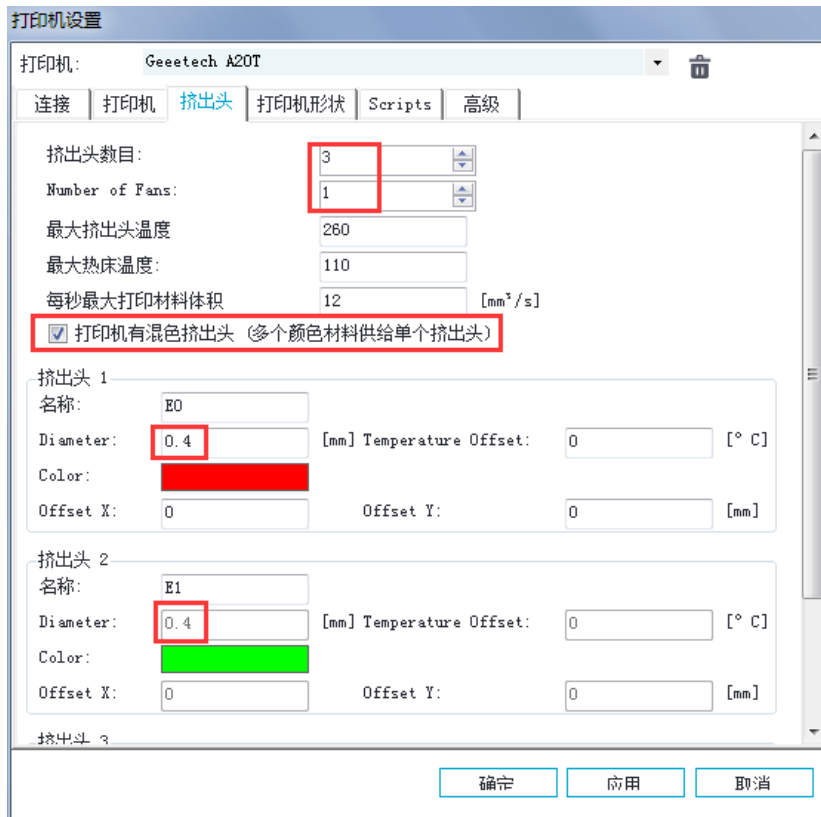 打印机设置
打印机: Geeetech A20T
连接 打印机 挤出头 打印机形状 Scripts 高级
挤出头数目: 3
Number of Fans: 1
最大挤出头温度 260
最大热床温度: 110
每秒最大打印材料体积 12 [mm³/s]
打印机有混色挤出头 (多个颜色材料供给单个挤出头)
挤出头 1
名称: E0
Diameter: 0.4 [mm] Temperature Offset: 0 [° C]
Color:
Offset X: 0 Offset Y: 0 [mm]
挤出头 2
名称: E1
Diameter: 0.4 [mm] Temperature Offset: 0 [° C]
Color:
Offset X: 0 Offset Y: 0 [mm]
挤出头 3
确定 应用 取消